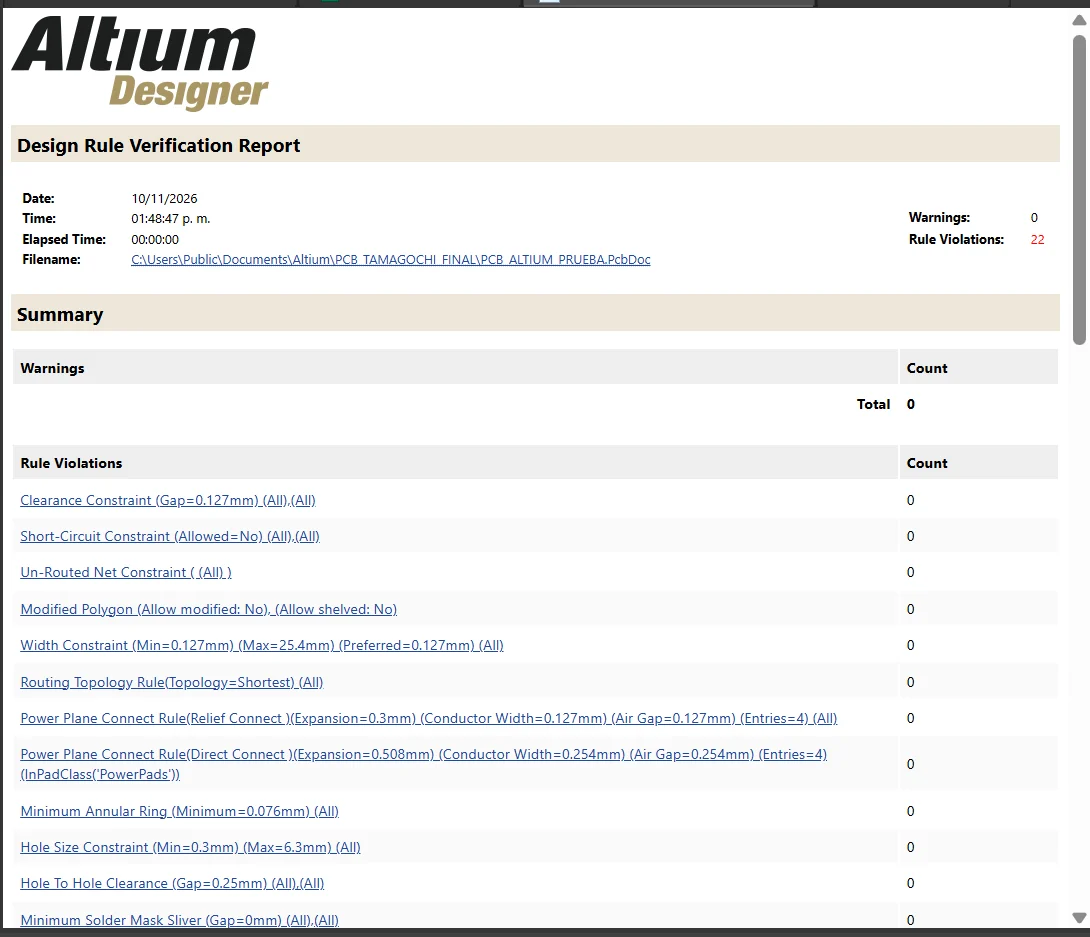 Altium
Designer
Design Rule Verification Report
Date: 10/11/2026
Time: 01:48:47 p. m.
Elapsed Time: 00:00:00
Filename: C:\Users\Public\Documents\Altium\PCB_TAMAGOCHI_FINAL\PCB_ALTIUM_PRUEBA.PcbDoc
Warnings: 0
Rule Violations: 22
Summary
Warnings Count
Total 0
Rule Violations Count
Clearance Constraint (Gap=0.127mm) (All),(All) 0
Short-Circuit Constraint (Allowed=No) (All),(All) 0
Un-Routed Net Constraint ( (All) ) 0
Modified Polygon (Allow modified: No), (Allow shelved: No) 0
Width Constraint (Min=0.127mm) (Max=25.4mm) (Preferred=0.127mm) (All) 0
Routing Topology Rule(Topology=Shortest) (All) 0
Power Plane Connect Rule(Relief Connect )(Expansion=0.3mm) (Conductor Width=0.127mm) (Air Gap=0.127mm) (Entries=4) (All) 0
Power Plane Connect Rule(Direct Connect )(Expansion=0.508mm) (Conductor Width=0.254mm) (Air Gap=0.254mm) (Entries=4)
(InPadClass('PowerPads')) 0
Minimum Annular Ring (Minimum=0.076mm) (All) 0
Hole Size Constraint (Min=0.3mm) (Max=6.3mm) (All) 0
Hole To Hole Clearance (Gap=0.25mm) (All),(All) 0
Minimum Solder Mask Sliver (Gap=0mm) (All),(All) 0